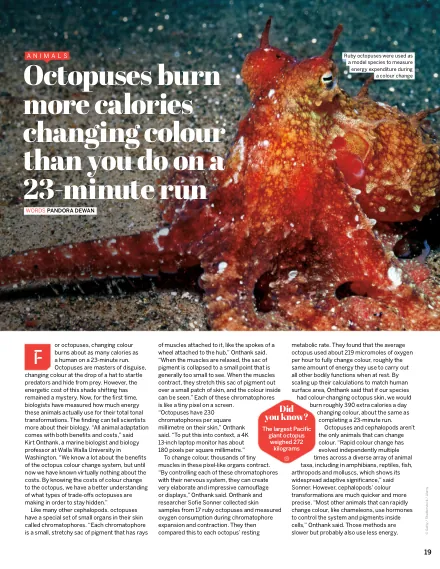 ANIMALS
Octopuses burn
more calories
changing colour
than you do on a
23-minute run
WORDS PANDORA DEWAN
Ruby octopuses were used as
a modal species to measure
energy expenditure during
a colour change
For octopuses, changing colour
burns about as many calories as
a human on a 23-minute run.
Octopuses are masters of disguise,
changing colour at the drop of a hat to startle
predators and hide from prey. However, the
energetic cost of this shade shifting has
remained a mystery. Now, for the first time,
biologists have measured how much energy
these animals actually use for their total tonal
transformations. The finding can tell scientists
more about their biology. "All animal adaptation
comes with both benefits and costs," said
Kirt Onthank, a marine biologist and biology
professor at Walla Walla University in
Washington. "We know a lot about the benefits
of the octopus colour change system, but until
now we have known virtually nothing about the
costs. By knowing the costs of colour change
to the octopus, we have a better understanding
of what types of trade-offs octopuses are
making in order to stay hidden."
Like many other cephalopods. octopuses
have a special set of small organs in their skin
called chromatophores. "Each chromatophore
is a small, stretchy sac of pigment that has rays
of muscles attached to it, like the spokes of a
wheel attached to the hub," Onthank said.
"When the muscles are relaxed, the sac of
pigment is collapsed to a small point that is
generally too small to see. When the muscles
contract, they stretch this sac of pigment out
over a small patch of skin, and the colour inside
can be seen." Each of these chromatophores
is like a tiny pixel on a screen.
"Octopuses have 230
chromatophores per square
millimetre on their skin," Onthank
said. "To put this into context, a 4K
13-inch laptop monitor has about
180 pixels per square millimetre."
To change colour, thousands of tiny
muscles in these pixel-like organs contract.
"By controlling each of these chromatophores
with their nervous system, they can create
very elaborate and impressive camouflage
or displays," Onthank said. Onthank and
researcher Sofie Sonner collected skin
samples from 17 ruby octopuses and measured
oxygen consumption during chromatophore
expansion and contraction. They then
compared this to each octopus' resting
Did
you know?
The largest Pacific
giant octopus
weighed 272
kilograms
metabolic rate. They found that the average
octopus used about 219 micromoles of oxygen
per hour to fully change colour, roughly the
same amount of energy they use to carry out
all other bodily functions when at rest. By
scaling up their calculations to match human
surface area, Onthank said that if our species
had colour-changing octopus skin, we would
burn roughly 390 extra calories a day
changing colour, about the same as
completing a 23-minute run.
Octopuses and cephalopods aren't
the only animals that can change
colour. "Rapid colour change has
evolved independently multiple
times across a diverse array of animal
taxa, including in amphibians, reptiles, fish,
arthropods and molluscs, which shows its
widespread adaptive significance," said
Sonner. However, cephalopods' colour
transformations are much quicker and more
precise. "Most other animals that can rapidly
change colour, like chameleons, use hormones
to control the system and pigments inside
cells," Onthank said. Those methods are
slower but probably also use less energy.
19